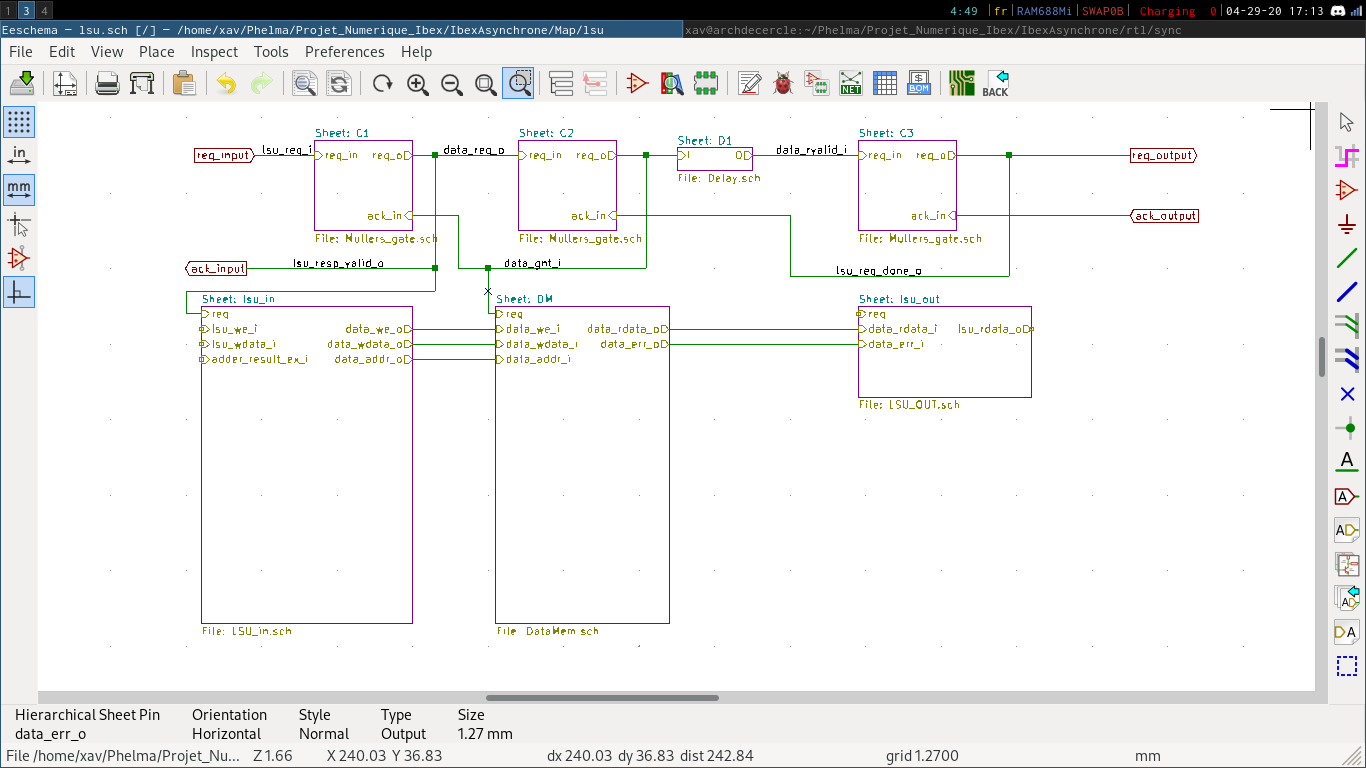 1 3 4 4:49 fr RAM688Mi SWAP0B Charging 0 04-29-20 17:13
Eeschema — lsu.sch [/] — /home/xav/Phelma/Projet_Numerique_Ibex/IbexAsynchrone/Map/lsu xav@archdecercle:~/Phelma/Projet_Numerique_Ibex/IbexAsynchrone/rtl/sync
File Edit View Place Inspect Tools Preferences Help
NET BOM BACK
in
mm
Sheet: C1 Sheet: C2 Sheet: D1 Sheet: C3
req_input lsu_req_i req_in req_o data_req_o req_in req_o I O data_rvalid_i req_in req_o req_output
File: Delay.sch
ack_in ack_in ack_in ack_output
File: Mullers_gate.sch File: Mullers_gate.sch File: Mullers_gate.sch
ack_input lsu_resp_valid_o data_gnt_i lsu_req_done_o
Sheet: lsu_in Sheet: DM Sheet: lsu_out
req req req
lsu_we_i data_we_o data_we_i data_rdata_o data_rdata_i lsu_rdata_o
lsu_wdata_i data_wdata_o data_wdata_i data_err_o data_err_i
adder_result_ex_i data_addr_o data_addr_i
File: LSU_OUT.sch
File: LSU_in.sch File DataMem sch
A
A
AD
A
A
Hierarchical Sheet Pin Orientation Style Type Size
data_err_o Horizontal Normal Output 1.27 mm
File /home/xav/Phelma/Projet_Nu... Z 1.66 X 240.03 Y 36.83 dx 240.03 dy 36.83 dist 242.84 grid 1.2700 mm